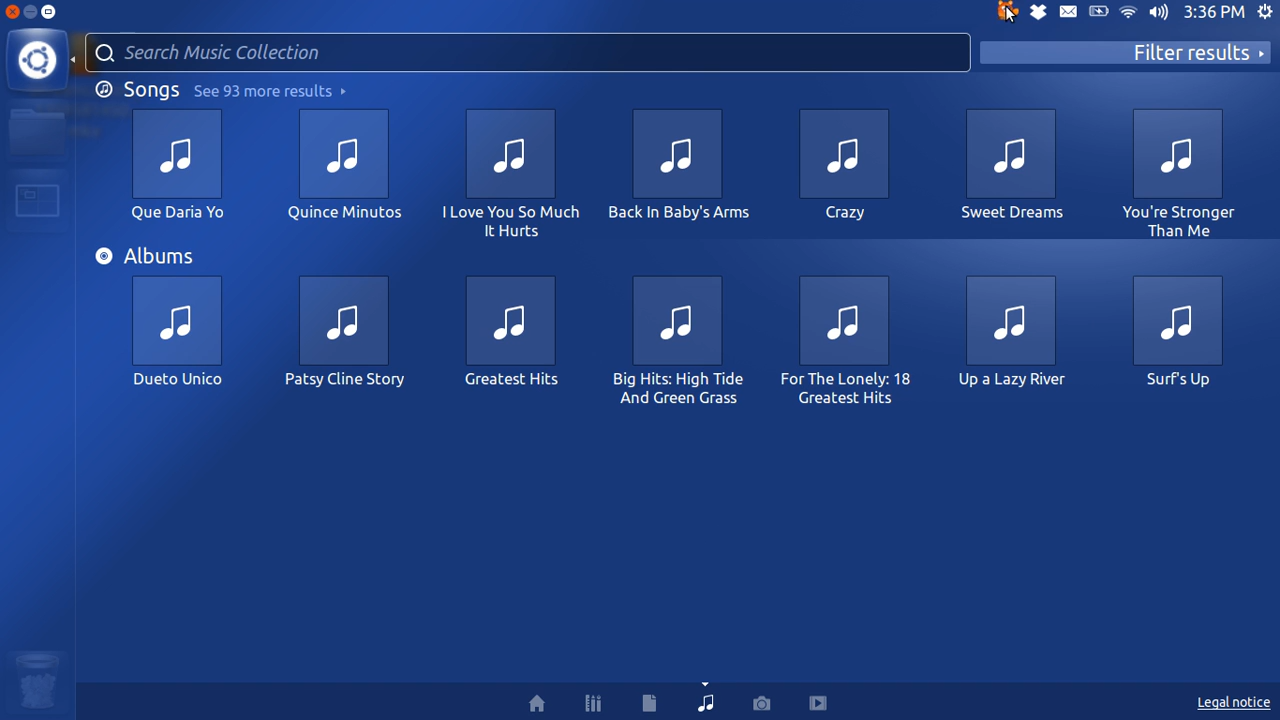 3:36 PM
Search Music Collection
Filter results
Songs See 93 more results
Que Daria Yo
Quince Minutos
I Love You So Much
It Hurts
Back In Baby's Arms
Crazy
Sweet Dreams
You're Stronger
Than Me
Albums
Dueto Unico
Patsy Cline Story
Greatest Hits
Big Hits: High Tide
And Green Grass
For The Lonely: 18
Greatest Hits
Up a Lazy River
Surf's Up
Legal notice